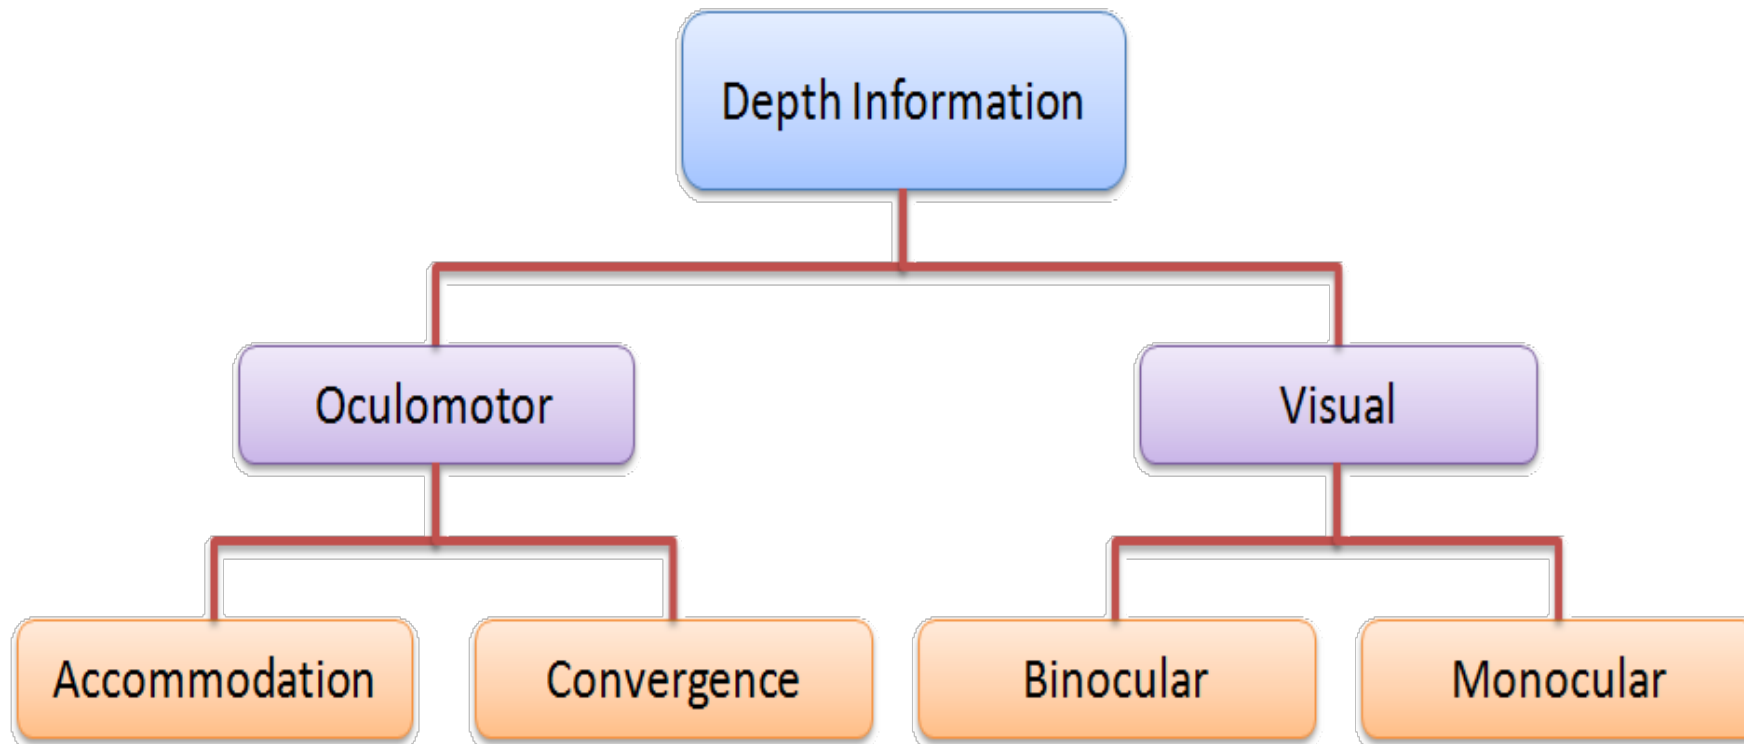 Depth Information
Oculomotor
Visual
Accommodation
Convergence
Binocular
Monocular